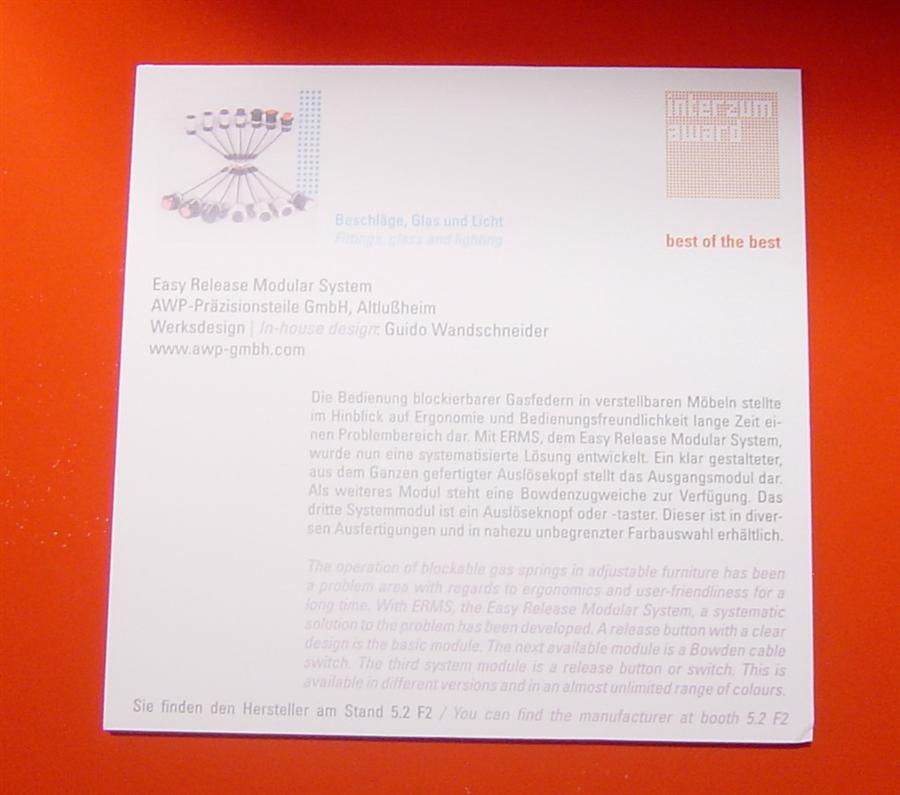 interzum
award
Beschläge, Glas und Licht
Fittings, glass and lighting
best of the best
Easy Release Modular System
AWP-Präzisionsteile GmbH, Altlußheim
Werksdesign | In-house design: Guido Wandschneider
www.awp-gmbh.com
Die Bedienung blockierbarer Gasfedern in verstellbaren Möbeln stellte
im Hinblick auf Ergonomie und Bedienungsfreundlichkeit lange Zeit ei-
nen Problembereich dar. Mit ERMS, dem Easy Release Modular System,
wurde nun eine systematisierte Lösung entwickelt. Ein klar gestalteter,
aus dem Ganzen gefertigter Auslösekopf stellt das Ausgangsmodul dar.
Als weiteres Modul steht eine Bowdenzugweiche zur Verfügung. Das
dritte Systemmodul ist ein Auslöseknopf oder -taster. Dieser ist in diver-
sen Ausfertigungen und in nahezu unbegrenzter Farbauswahl erhältlich.
The operation of blockable gas springs in adjustable furniture has been
a problem area with regards to ergonomics and user-friendliness for a
long time. With ERMS, the Easy Release Modular System, a systematic
solution to the problem has been developed. A release button with a clear
design is the basic module. The next available module is a Bowden cable
switch. The third system module is a release button or switch. This is
available in different versions and in an almost unlimited range of colours.
Sie finden den Hersteller am Stand 5.2 F2 / You can find the manufacturer at booth 5.2 F2